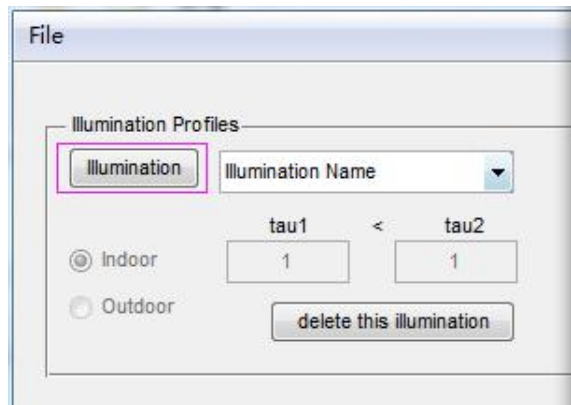 File
Illumination Profiles
Illumination Illumination Name
tau1 < tau2
Indoor 1 1
Outdoor
delete this illumination